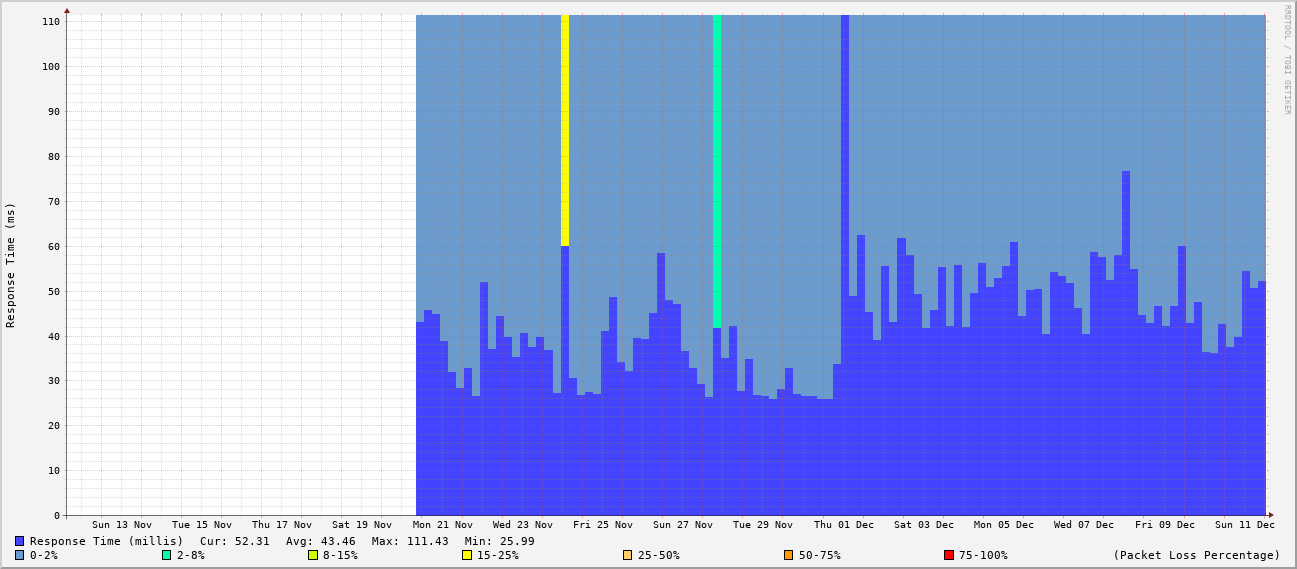 RRDTOOL / TOBI OETIKER
Response Time (ms)
110
100
90
80
70
60
50
40
30
20
10
0
Sun 13 Nov Tue 15 Nov Thu 17 Nov Sat 19 Nov Mon 21 Nov Wed 23 Nov Fri 25 Nov Sun 27 Nov Tue 29 Nov Thu 01 Dec Sat 03 Dec Mon 05 Dec Wed 07 Dec Fri 09 Dec Sun 11 Dec
Response Time (millis) Cur: 52.31 Avg: 43.46 Max: 111.43 Min: 25.99
0-2% 2-8% 8-15% 15-25% 25-50% 50-75% 75-100% (Packet Loss Percentage)